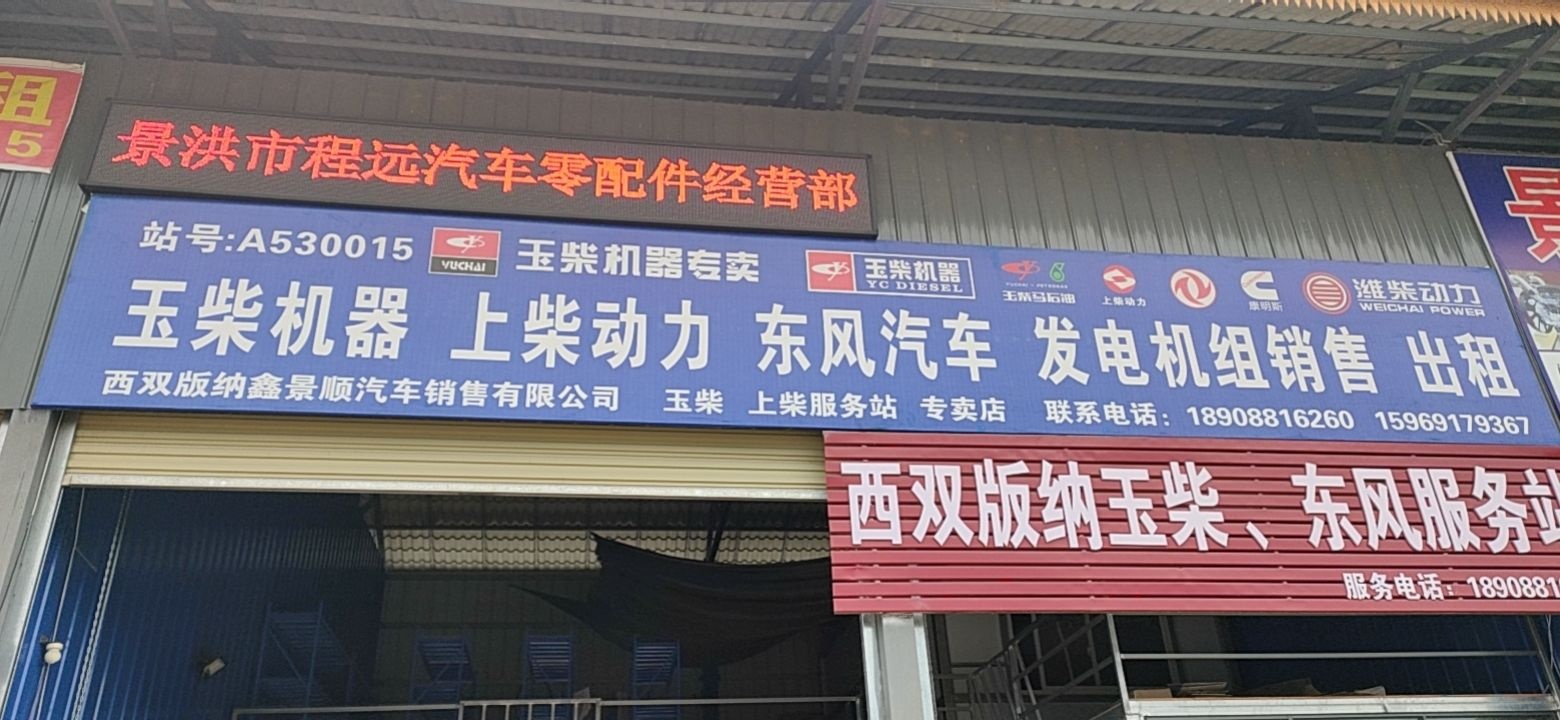 租
5
景洪市程远汽车零配件经营部
站号:A530015 YUCHAI 玉柴机器专卖 玉柴机器 YC DIESEL 玉柴马石油 上柴动力 康明斯 潍柴动力 WEICHAI POWER
玉柴机器 上柴动力 东风汽车 发电机组销售 出租
西双版纳鑫景顺汽车销售有限公司 玉柴 上柴服务站 专卖店 联系电话：18908816260 15969179367
西双版纳玉柴、东风服务站
服务电话：1890881
景